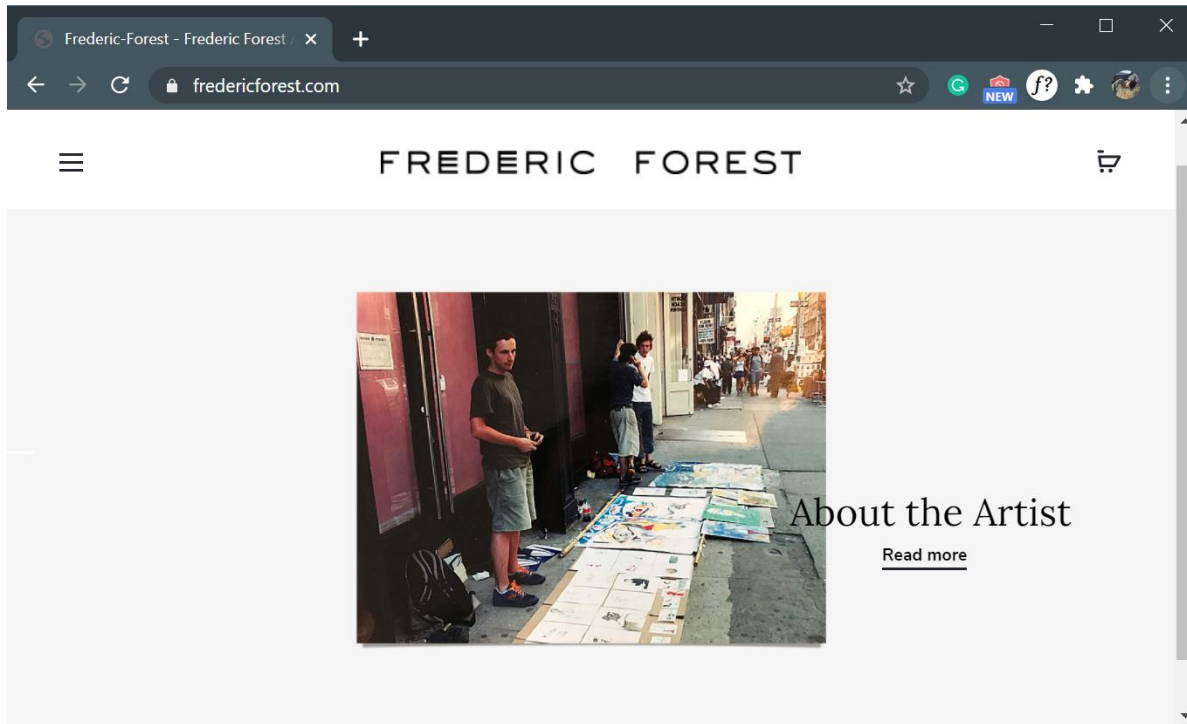 Frederic-Forest - Frederic Forest /
fredericforest.com
NEW
f?
FREDERIC FOREST
About the Artist
Read more